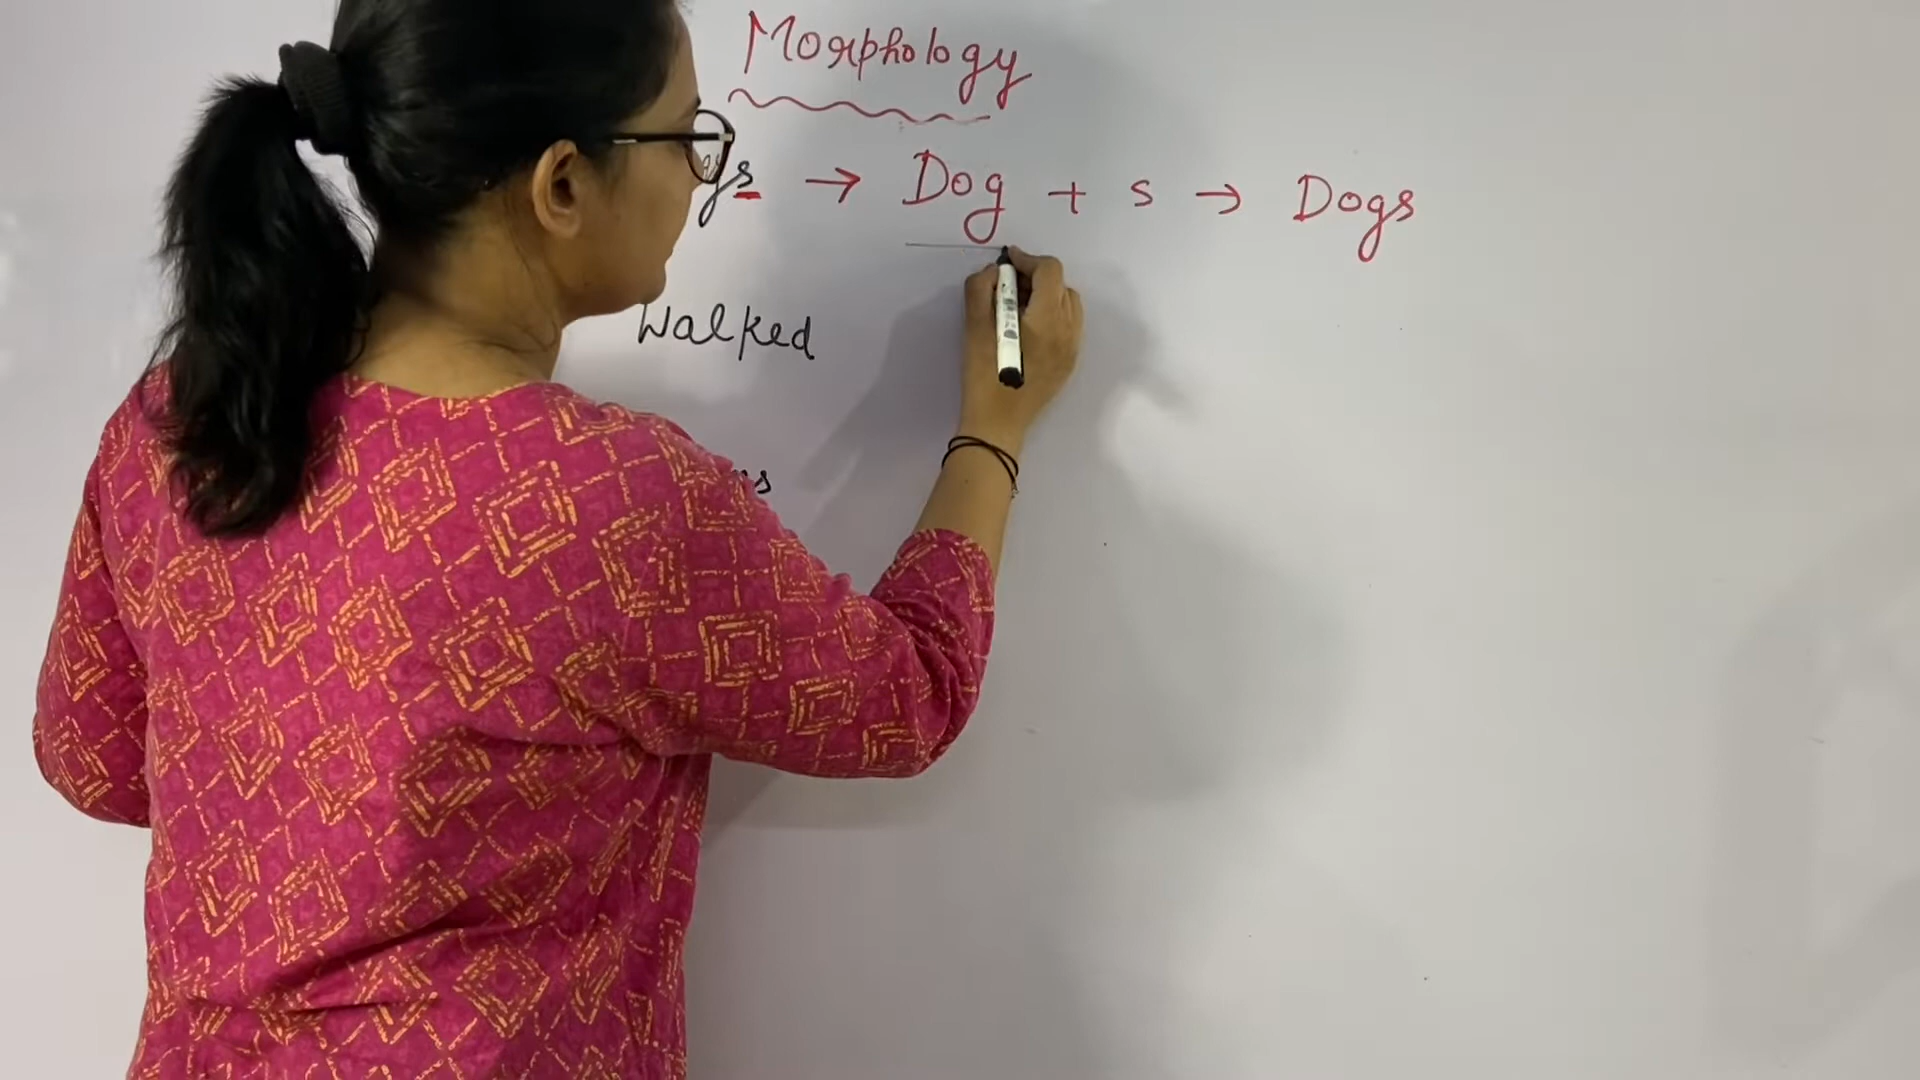 Morphology
→ Dog + s → Dogs
Walked